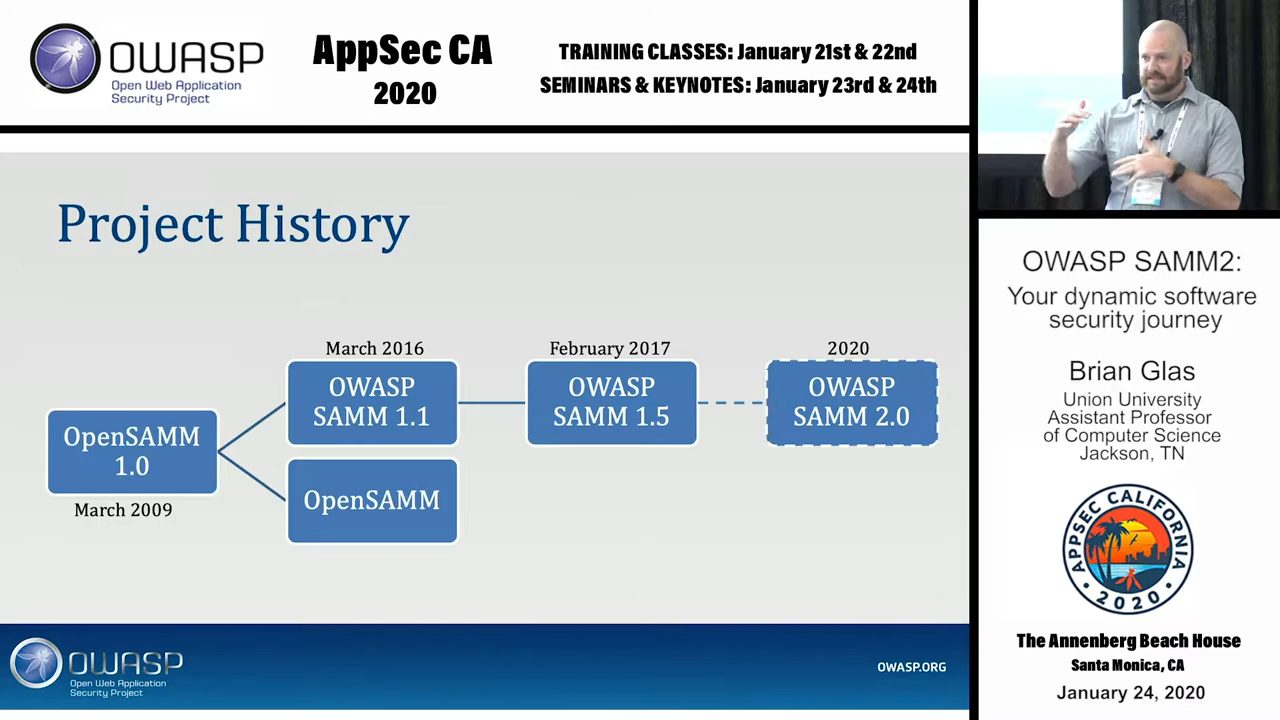 OWASP
Open Web Application
Security Project
AppSec CA
2020
TRAINING CLASSES: January 21st & 22nd
SEMINARS & KEYNOTES: January 23rd & 24th
Project History
OpenSAMM
1.0
March 2009
March 2016
OWASP
SAMM 1.1
OpenSAMM
February 2017
OWASP
SAMM 1.5
2020
OWASP
SAMM 2.0
OWASP
Open Web Application
Security Project
OWASP.ORG
OWASP SAMM2:
Your dynamic software
security journey
Brian Glas
Union University
Assistant Professor
of Computer Science
Jackson, TN
APPSEC CALIFORNIA
2020
The Annenberg Beach House
Santa Monica, CA
January 24, 2020